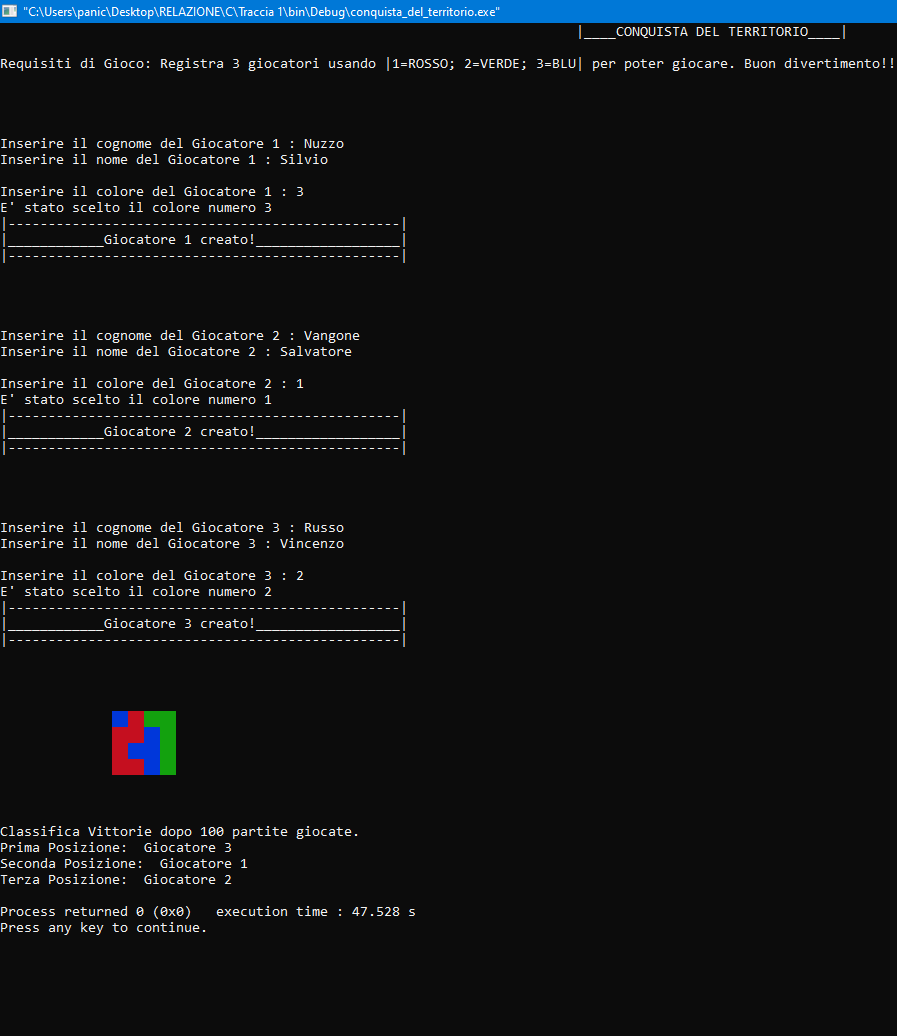 "C:\Users\panic\Desktop\RELAZIONE\C\Traccia 1\bin\Debug\conquista_del_territorio.exe"
|____CONQUISTA DEL TERRITORIO____|
Requisiti di Gioco: Registra 3 giocatori usando |1=ROSSO; 2=VERDE; 3=BLU| per poter giocare. Buon divertimento!!
Inserire il cognome del Giocatore 1 : Nuzzo
Inserire il nome del Giocatore 1 : Silvio
Inserire il colore del Giocatore 1 : 3
E' stato scelto il colore numero 3
|-------------------------------------------------|
|____________Giocatore 1 creato!__________________|
|-------------------------------------------------|
Inserire il cognome del Giocatore 2 : Vangone
Inserire il nome del Giocatore 2 : Salvatore
Inserire il colore del Giocatore 2 : 1
E' stato scelto il colore numero 1
|-------------------------------------------------|
|____________Giocatore 2 creato!__________________|
|-------------------------------------------------|
Inserire il cognome del Giocatore 3 : Russo
Inserire il nome del Giocatore 3 : Vincenzo
Inserire il colore del Giocatore 3 : 2
E' stato scelto il colore numero 2
|-------------------------------------------------|
|____________Giocatore 3 creato!__________________|
|-------------------------------------------------|
Classifica Vittorie dopo 100 partite giocate.
Prima Posizione:  Giocatore 3
Seconda Posizione:  Giocatore 1
Terza Posizione:  Giocatore 2
Process returned 0 (0x0)   execution time : 47.528 s
Press any key to continue.